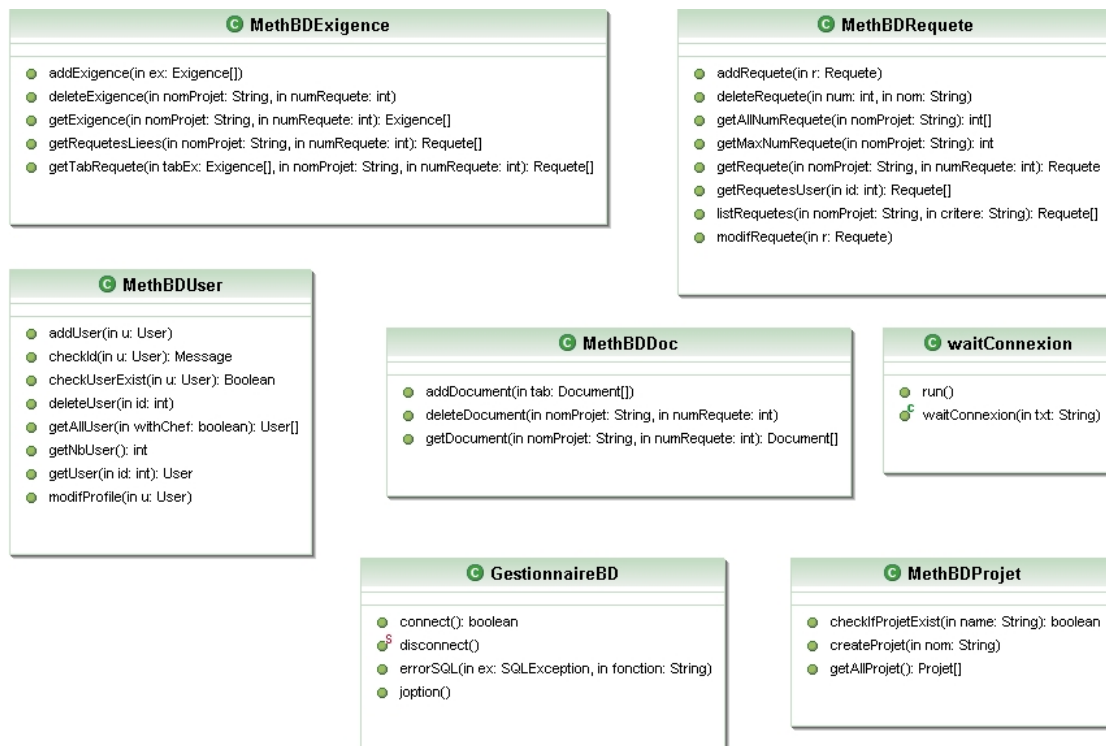 MethBDExigence
addExigence(in ex: Exigence[])
deleteExigence(in nomProjet: String, in numRequete: int)
getExigence(in nomProjet: String, in numRequete: int): Exigence[]
getRequetesLiees(in nomProjet: String, in numRequete: int): Requete[]
getTabRequete(in tabEx: Exigence[], in nomProjet: String, in numRequete: int): Requete[]
MethBDRequete
addRequete(in r: Requete)
deleteRequete(in num: int, in nom: String)
getAllNumRequete(in nomProjet: String): int[]
getMaxNumRequete(in nomProjet: String): int
getRequete(in nomProjet: String, in numRequete: int): Requete
getRequetesUser(in id: int): Requete[]
listRequetes(in nomProjet: String, in critere: String): Requete[]
modifRequete(in r: Requete)
MethBDUser
addUser(in u: User)
checkId(in u: User): Message
checkUserExist(in u: User): Boolean
deleteUser(in id: int)
getAllUser(in withChef: boolean): User[]
getNbUser(): int
getUser(in id: int): User
modifProfile(in u: User)
MethBDDoc
addDocument(in tab: Document[])
deleteDocument(in nomProjet: String, in numRequete: int)
getDocument(in nomProjet: String, in numRequete: int): Document[]
waitConnexion
run()
waitConnexion(in txt: String)
GestionnaireBD
connect(): boolean
disconnect()
errorSQL(in ex: SQLException, in fonction: String)
joption()
MethBDProjet
checkIfProjetExist(in name: String): boolean
createProjet(in nom: String)
getAllProjet(): Projet[]